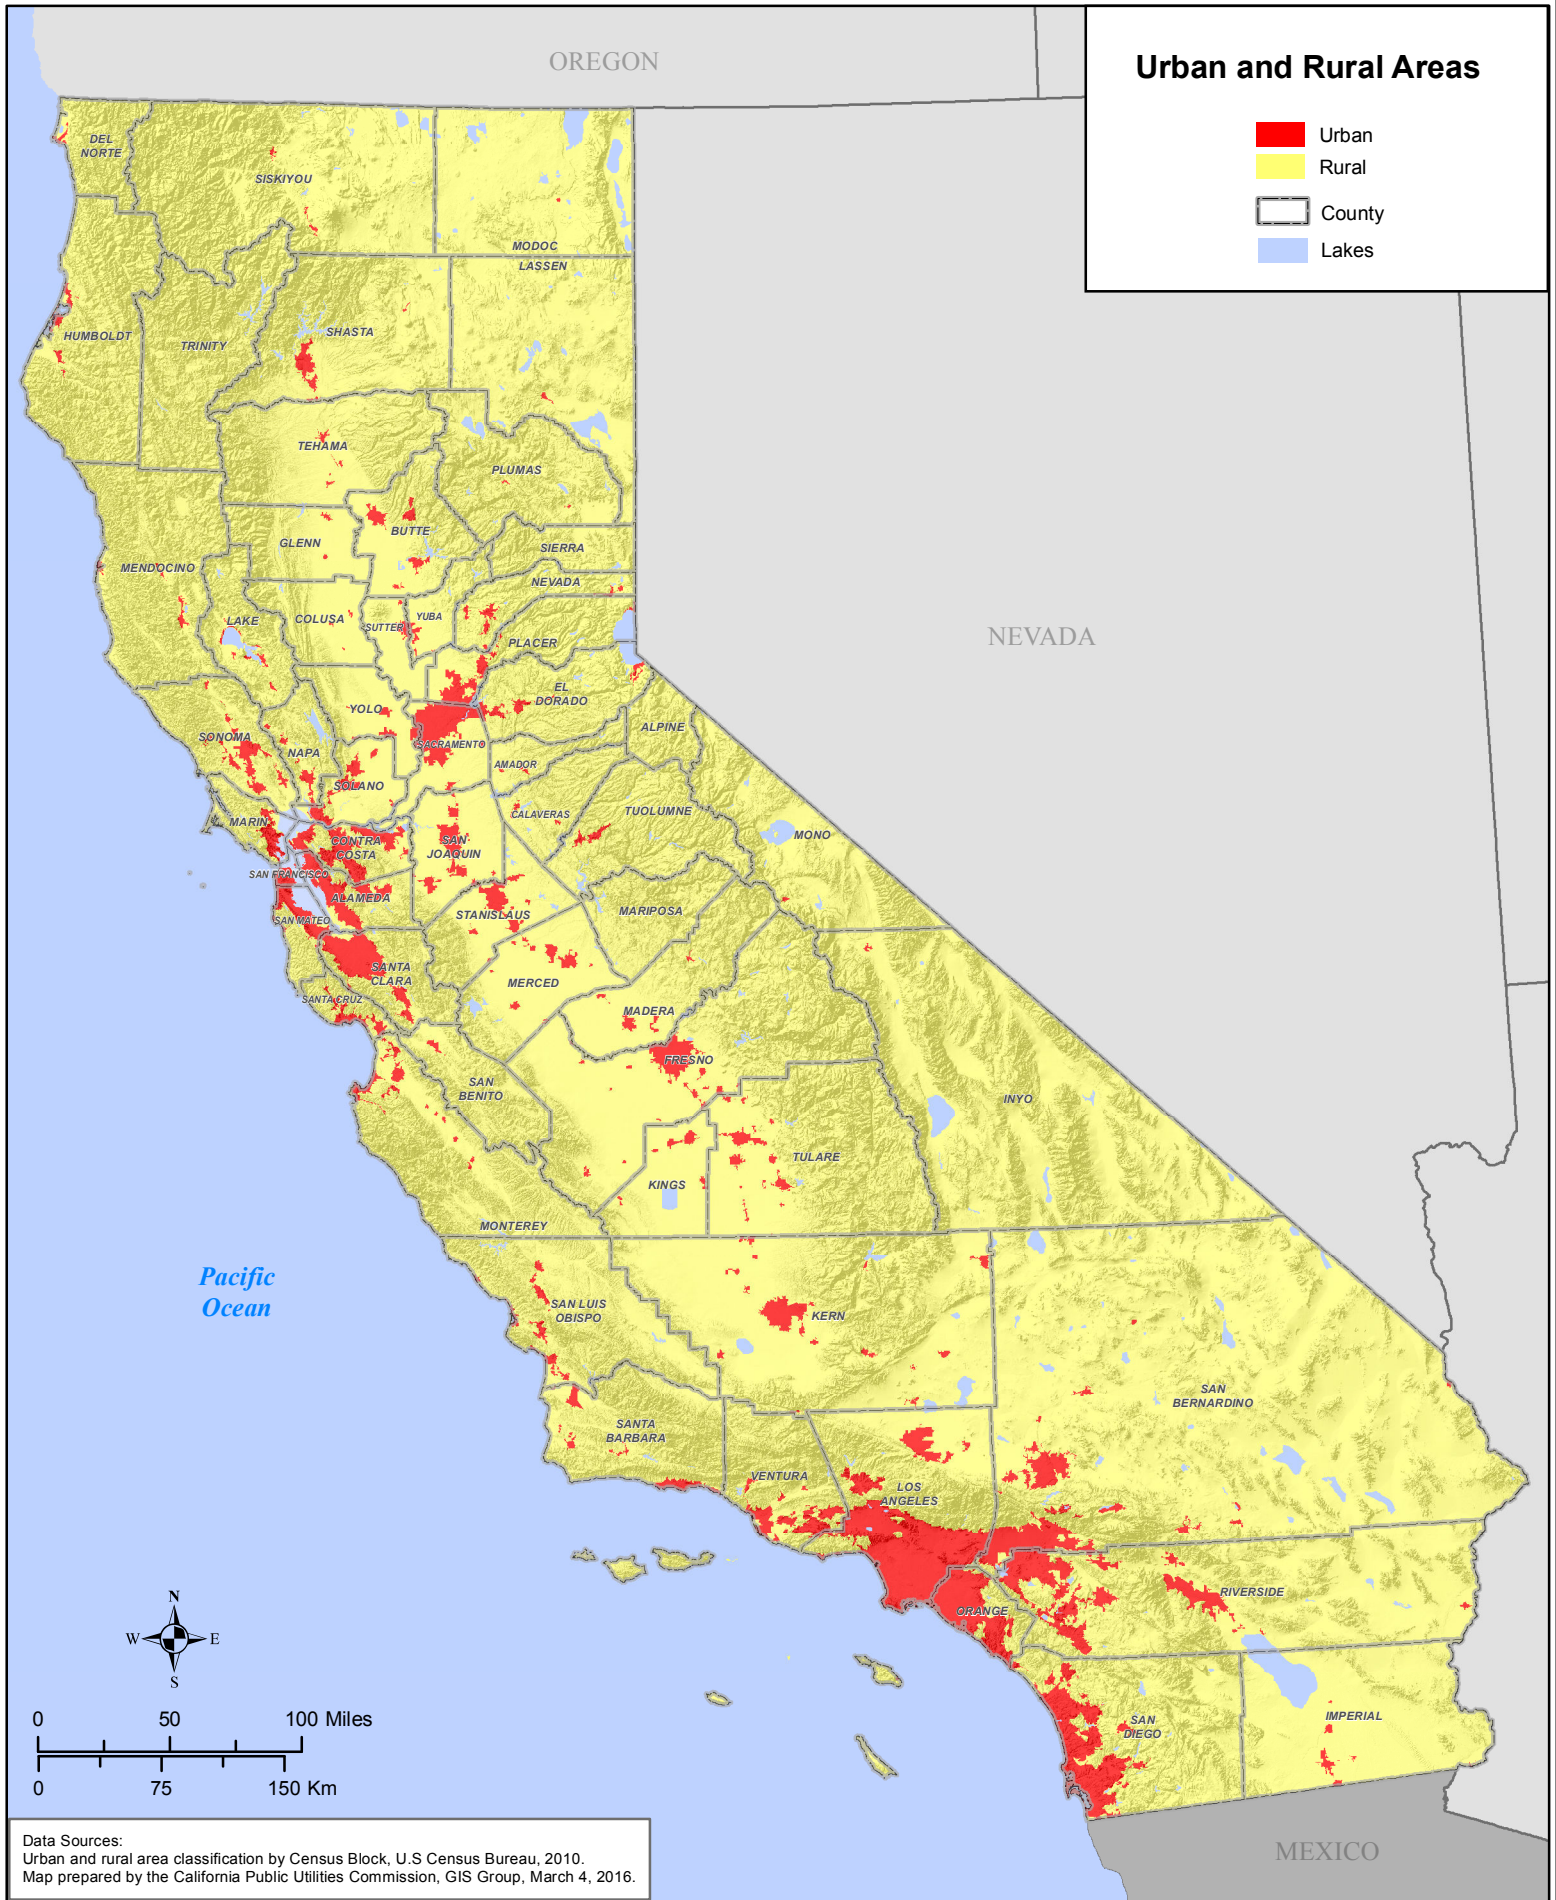 Urban and Rural Areas
Urban
Rural
County
Lakes
OREGON
NEVADA
MEXICO
Pacific
Ocean
DEL
NORTE
SISKIYOU
MODOC
LASSEN
HUMBOLDT
TRINITY
SHASTA
TEHAMA
PLUMAS
BUTTE
GLENN
SIERRA
MENDOCINO
NEVADA
LAKE
COLUSA
SUTTER
YUBA
PLACER
EL
DORADO
YOLO
ALPINE
SONOMA
NAPA
SACRAMENTO
AMADOR
SOLANO
CALAVERAS
TUOLUMNE
MARIN
MONO
CONTRA
COSTA
SAN
JOAQUIN
SAN FRANCISCO
ALAMEDA
STANISLAUS
MARIPOSA
SAN MATEO
SANTA
CLARA
MERCED
SANTA CRUZ
MADERA
FRESNO
SAN
BENITO
INYO
TULARE
KINGS
MONTEREY
SAN LUIS
OBISPO
KERN
SAN
BERNARDINO
SANTA
BARBARA
VENTURA
LOS
ANGELES
RIVERSIDE
ORANGE
SAN
DIEGO
IMPERIAL
N
W E
S
0 50 100 Miles
0 75 150 Km
Data Sources:
Urban and rural area classification by Census Block, U.S Census Bureau, 2010.
Map prepared by the California Public Utilities Commission, GIS Group, March 4, 2016.